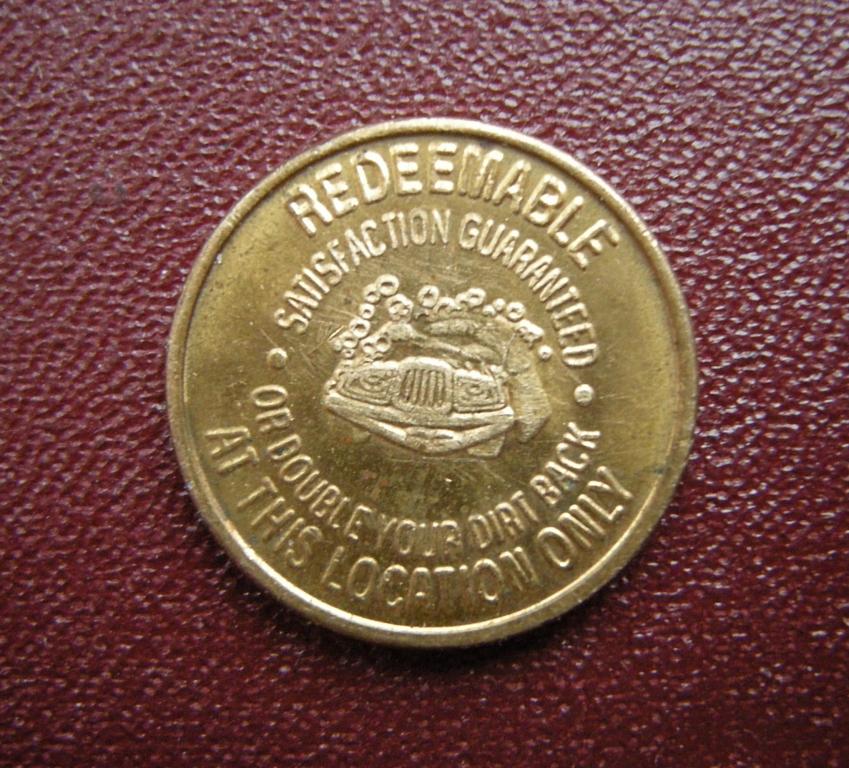 REDEEMABLE
SATISFACTION GUARANTEED
OR DOUBLE YOUR DIRT BACK
AT THIS LOCATION ONLY